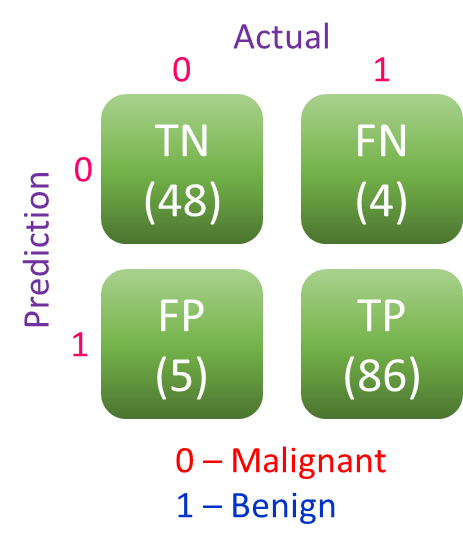 Actual
0 1
Prediction
0
TN
(48)
FN
(4)
1
FP
(5)
TP
(86)
0 – Malignant
1 – Benign